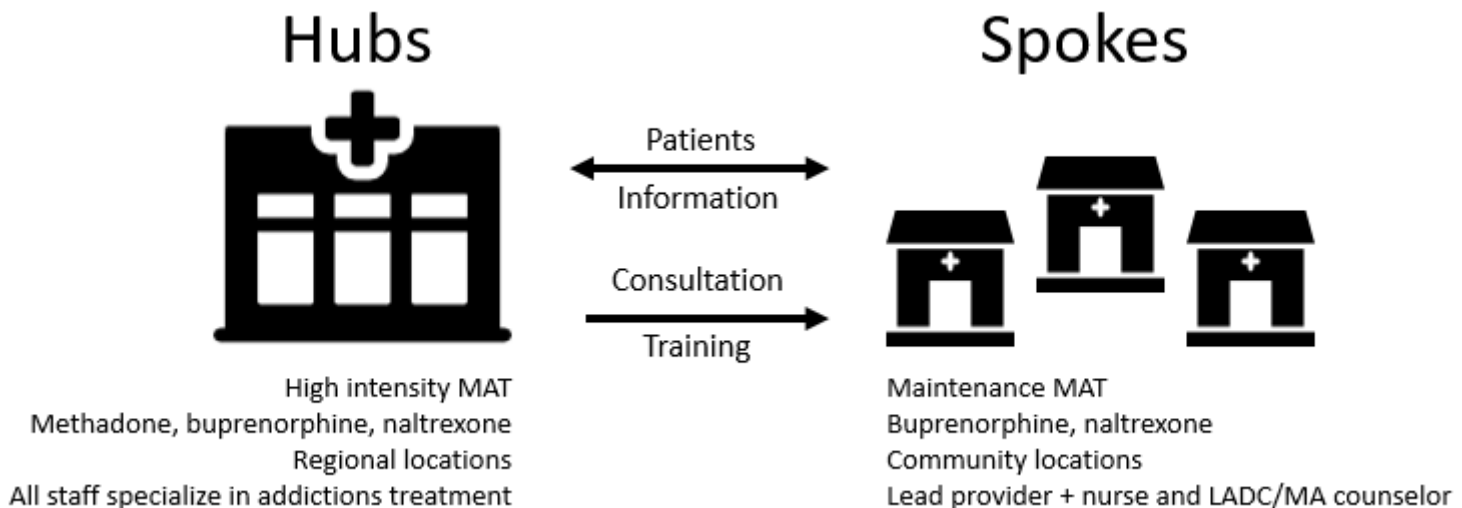 Hubs
Spokes
Patients
Information
Consultation
Training
High intensity MAT
Methadone, buprenorphine, naltrexone
Regional locations
All staff specialize in addictions treatment
Maintenance MAT
Buprenorphine, naltrexone
Community locations
Lead provider + nurse and LADC/MA counselor